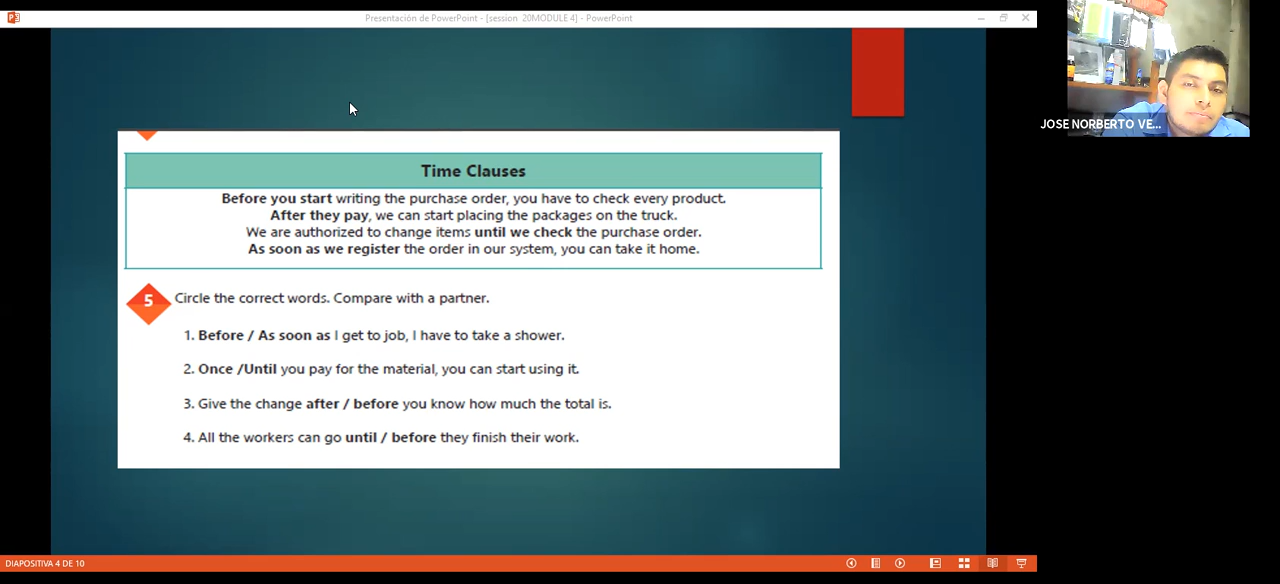 Presentación de PowerPoint - [session 20MODULE 4] - PowerPoint
JOSE NORBERTO VE...
Time Clauses
Before you start writing the purchase order, you have to check every product.
After they pay, we can start placing the packages on the truck.
We are authorized to change items until we check the purchase order.
As soon as we register the order in our system, you can take it home.
5 Circle the correct words. Compare with a partner.
1. Before / As soon as I get to job, I have to take a shower.
2. Once /Until you pay for the material, you can start using it.
3. Give the change after / before you know how much the total is.
4. All the workers can go until / before they finish their work.
DIAPOSITIVA 4 DE 10